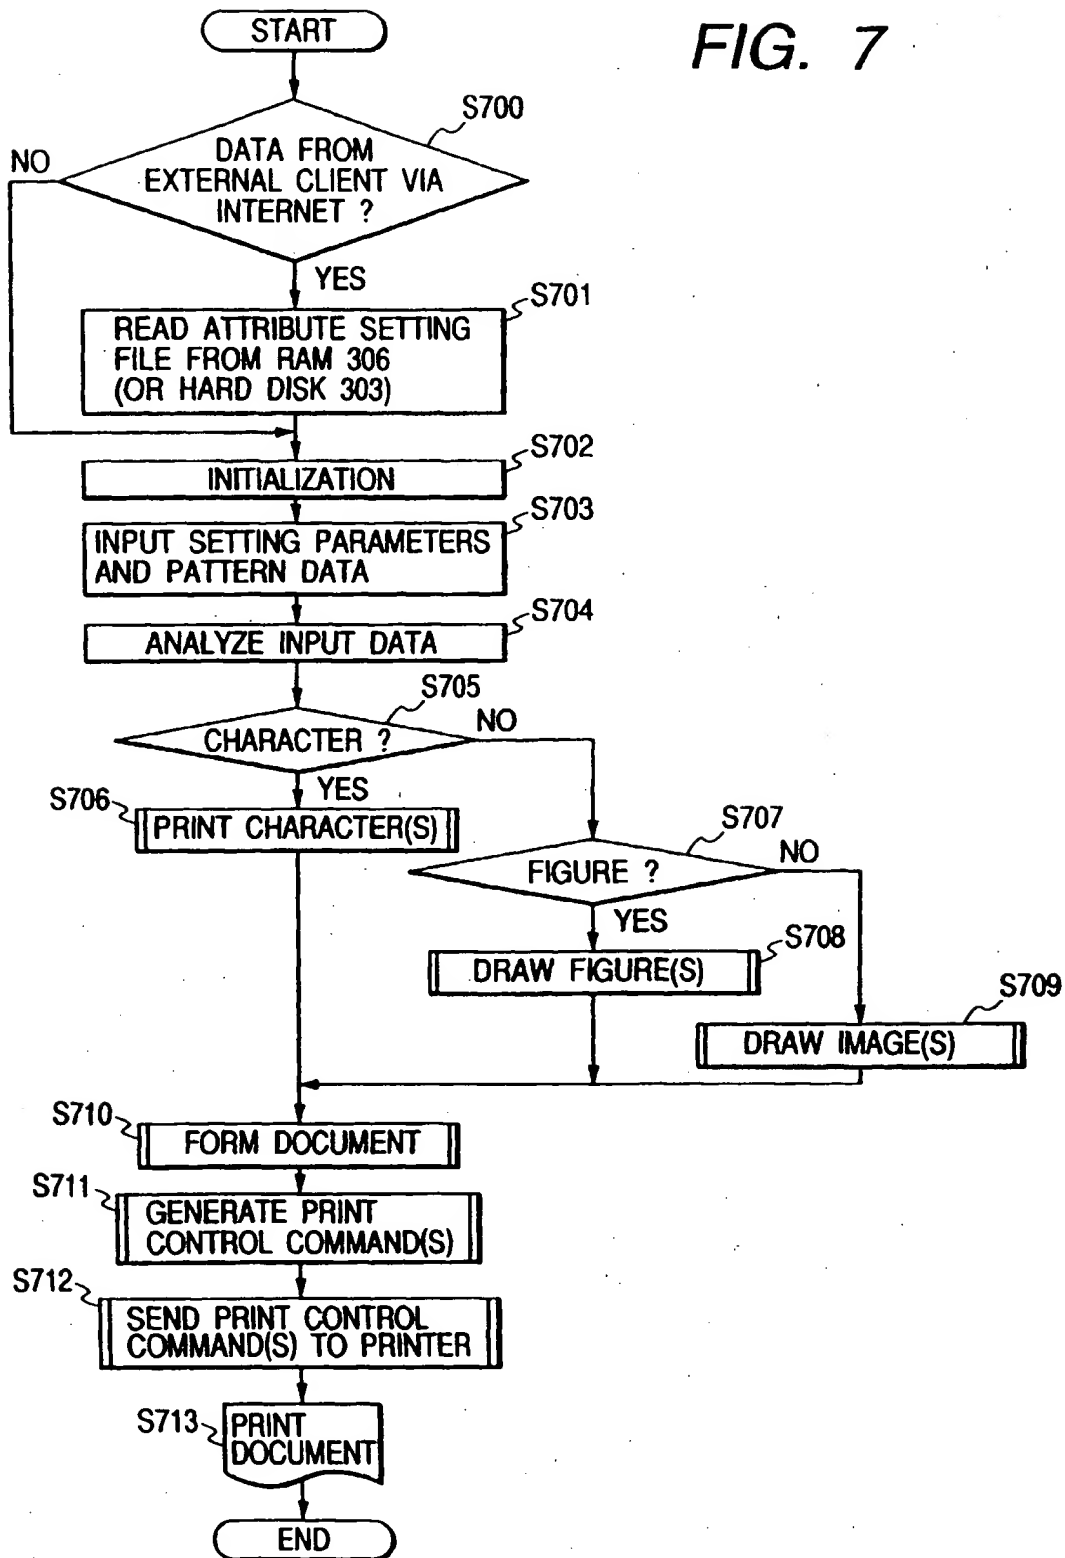 START
FIG. 7
S700
DATA FROM
EXTERNAL CLIENT VIA
INTERNET ?
NO
YES
S701
READ ATTRIBUTE SETTING
FILE FROM RAM 306
(OR HARD DISK 303)
S702
INITIALIZATION
S703
INPUT SETTING PARAMETERS
AND PATTERN DATA
S704
ANALYZE INPUT DATA
S705
CHARACTER ?
NO
YES
S706
PRINT CHARACTER(S)
S707
FIGURE ?
NO
YES
S708
DRAW FIGURE(S)
S709
DRAW IMAGE(S)
S710
FORM DOCUMENT
S711
GENERATE PRINT
CONTROL COMMAND(S)
S712
SEND PRINT CONTROL
COMMAND(S) TO PRINTER
S713
PRINT
DOCUMENT
END